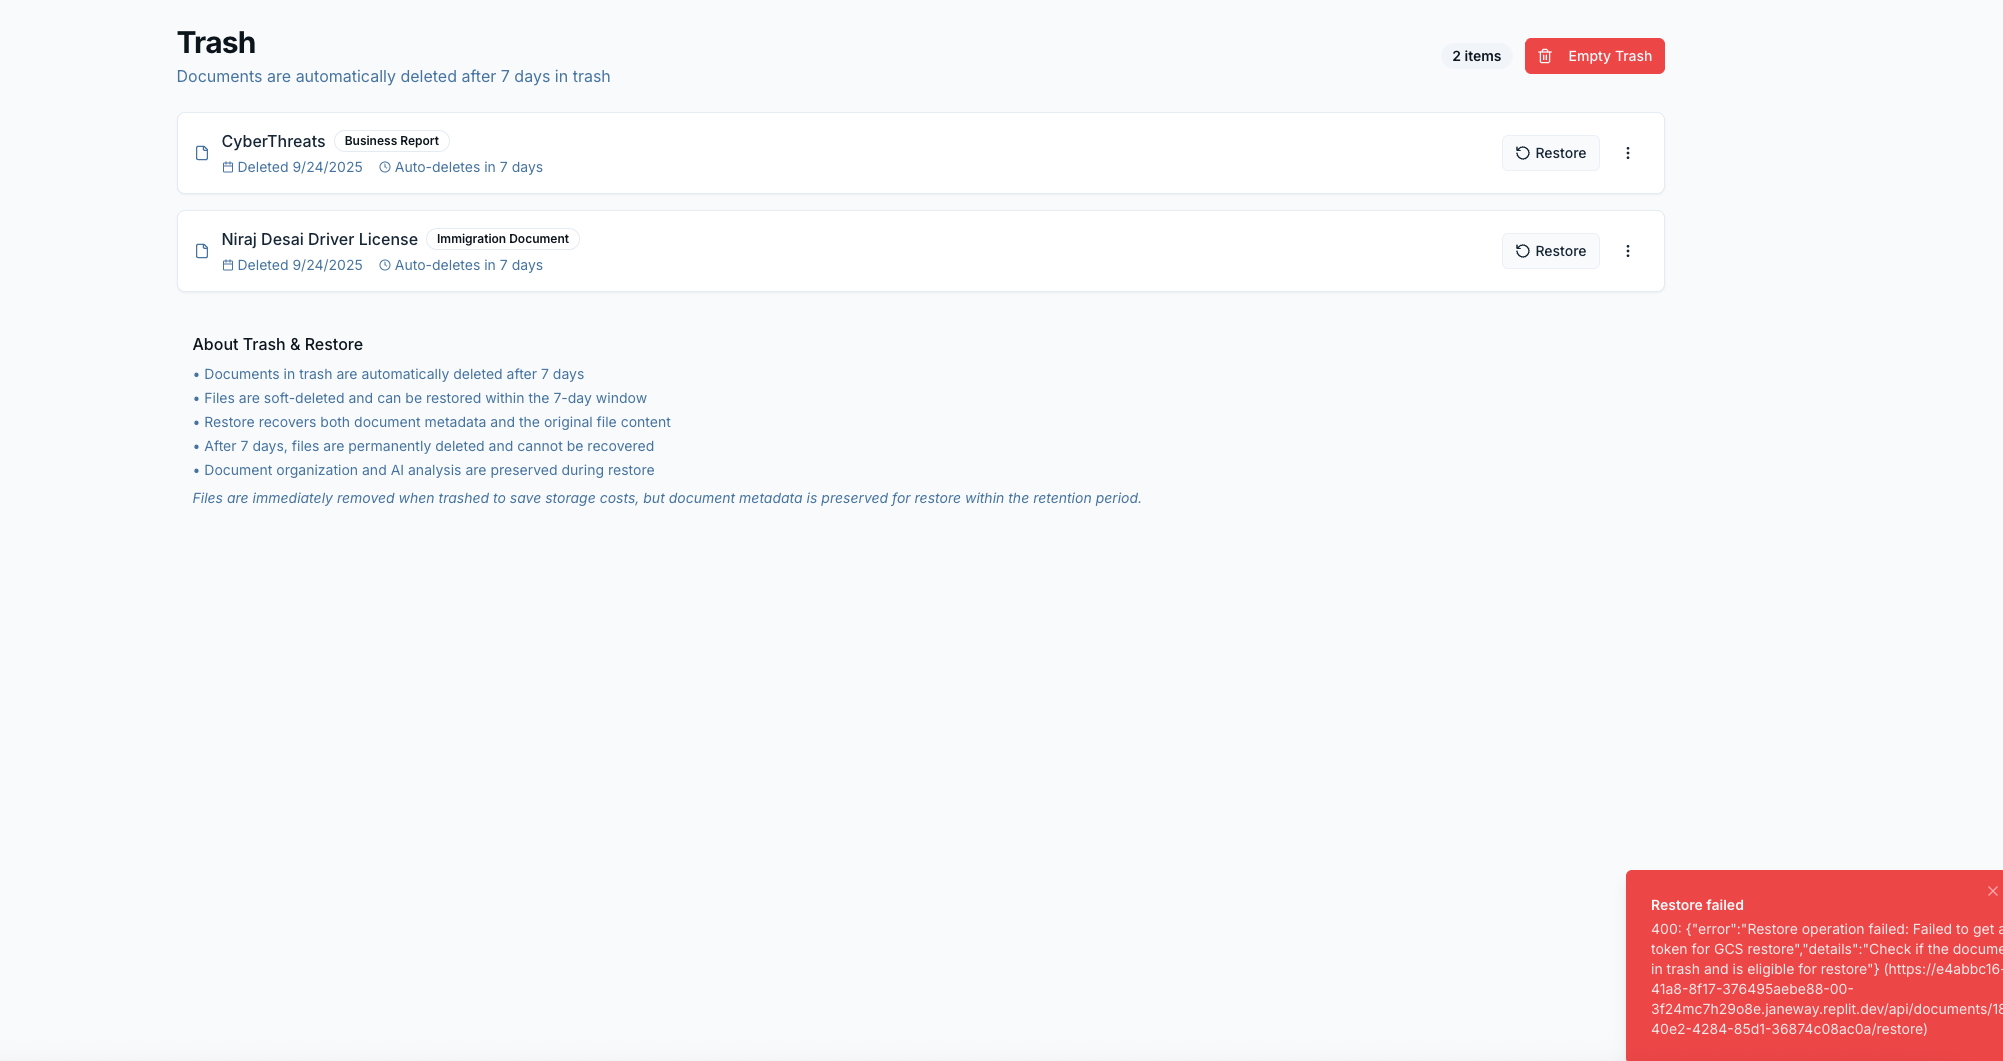 Trash
Documents are automatically deleted after 7 days in trash
2 items
Empty Trash
CyberThreats Business Report
Deleted 9/24/2025 Auto-deletes in 7 days
Restore
Niraj Desai Driver License Immigration Document
Deleted 9/24/2025 Auto-deletes in 7 days
Restore
About Trash & Restore
• Documents in trash are automatically deleted after 7 days
• Files are soft-deleted and can be restored within the 7-day window
• Restore recovers both document metadata and the original file content
• After 7 days, files are permanently deleted and cannot be recovered
• Document organization and AI analysis are preserved during restore
Files are immediately removed when trashed to save storage costs, but document metadata is preserved for restore within the retention period.
Restore failed
400: {"error":"Restore operation failed: Failed to get
token for GCS restore","details":"Check if the
in trash and is eligible for restore"} (https://e4abbc16-
41a8-8f17-376495aebe88-00-
3f24mc7h29o8e.janeway.replit.dev/api/documents/18
40e2-4284-85d1-36874c08ac0a/restore)